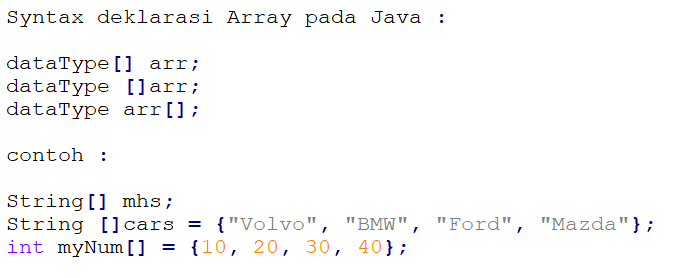 Syntax deklarasi Array pada Java :
dataType[] arr;
dataType []arr;
dataType arr[];
contoh :
String[] mhs;
String []cars = {"Volvo", "BMW", "Ford", "Mazda"};
int myNum[] = {10, 20, 30, 40};